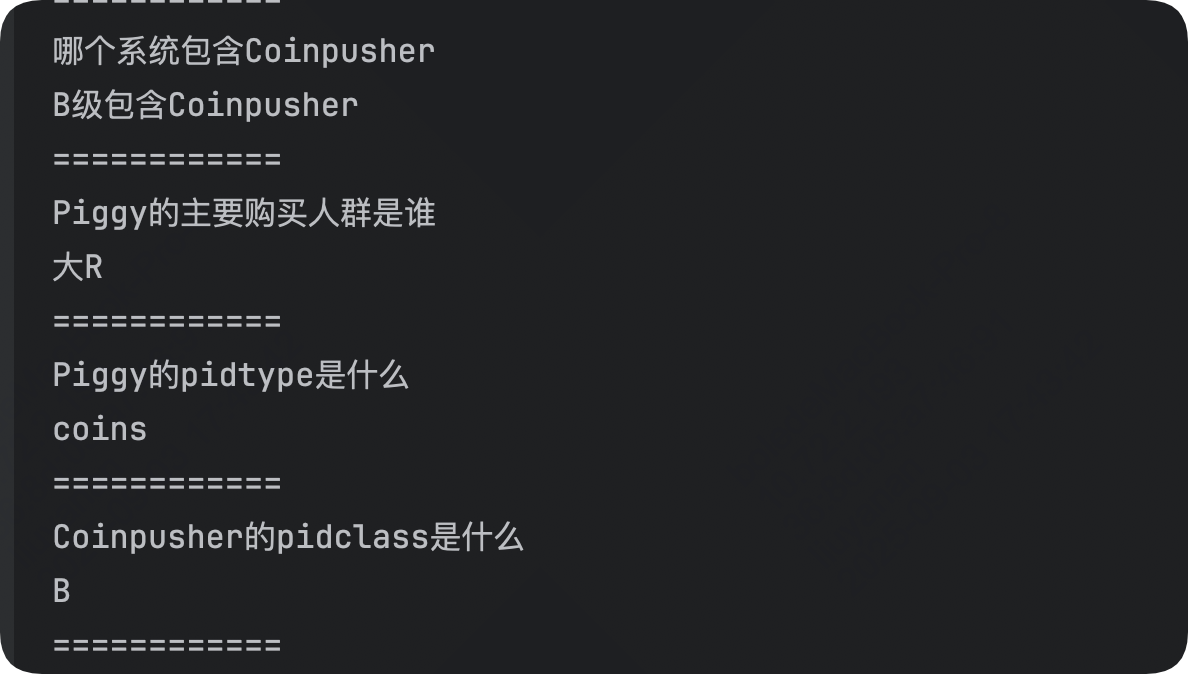 ============
哪个系统包含Coinpusher
B级包含Coinpusher
============
Piggy的主要购买人群是谁
大R
============
Piggy的pidtype是什么
coins
============
Coinpusher的pidclass是什么
B
============